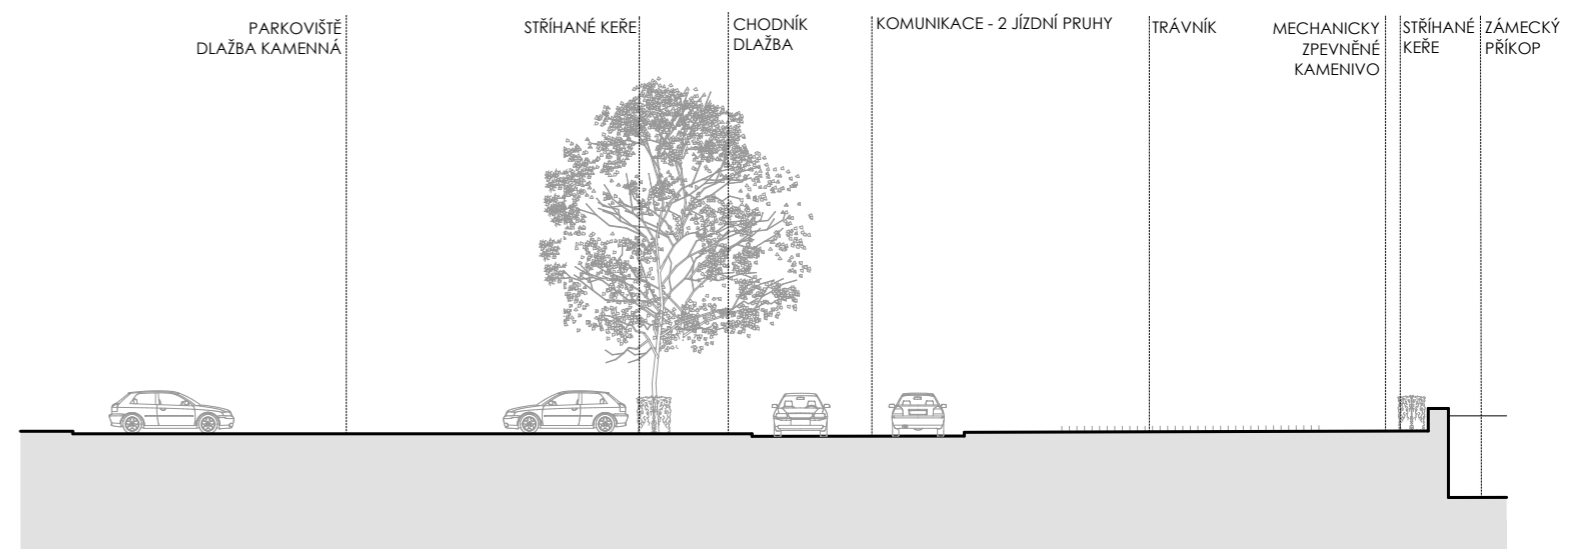 PARKOVIŠTĚ
DLAŽBA KAMENNÁ
STŘÍHANÉ KEŘE
CHODNÍK
DLAŽBA
KOMUNIKACE - 2 JÍZDNÍ PRUHY
TRÁVNÍK
MECHANICKY
ZPEVNĚNÉ
KAMENIVO
STŘÍHANÉ
KEŘE
ZÁMECKÝ
PŘÍKOP